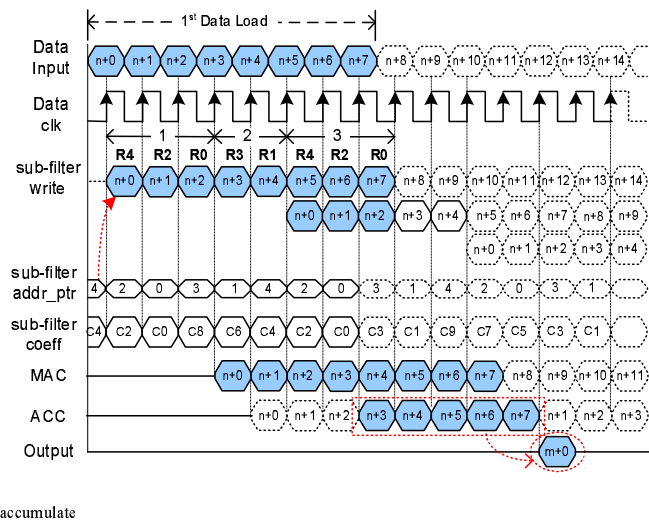 1st Data Load
Data Input n+0 n+1 n+2 n+3 n+4 n+5 n+6 n+7 n+8 n+9 n+10 n+11 n+12 n+13 n+14
Data clk
1 2 3
R4 R2 R0 R3 R1 R4 R2 R0
sub-filter write n+0 n+1 n+2 n+3 n+4 n+5 n+6 n+7 n+8 n+9 n+10 n+11 n+12 n+13 n+14
n+0 n+1 n+2 n+3 n+4 n+5 n+6 n+7 n+8 n+9
n+0 n+1 n+2 n+3 n+4
sub-filter addr_ptr 4 2 0 3 1 4 2 0 3 1 4 2 0 3 1
sub-filter coeff C4 C2 C0 C8 C6 C4 C2 C0 C3 C1 C9 C7 C5 C3 C1
MAC n+0 n+1 n+2 n+3 n+4 n+5 n+6 n+7 n+8 n+9 n+10 n+11
ACC n+0 n+1 n+2 n+3 n+4 n+5 n+6 n+7 n+1 n+2 n+3
Output m+0
accumulate